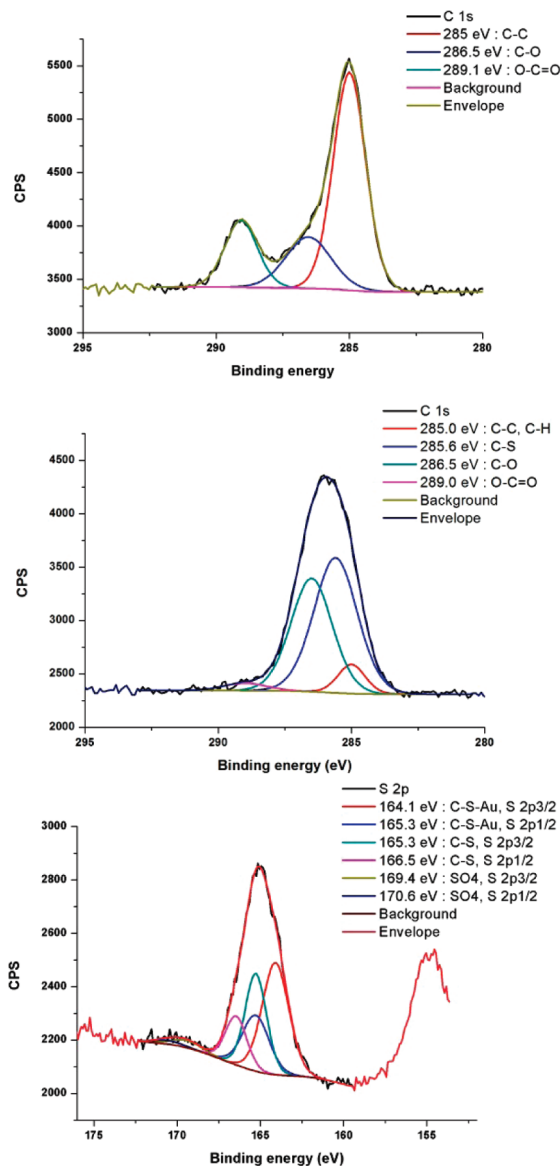 C 1s
285 eV : C-C
286.5 eV : C-O
289.1 eV : O-C=O
Background
Envelope
5500
5000
4500
4000
3500
3000
CPS
295
290
285
280
Binding energy
C 1s
285.0 eV : C-C, C-H
285.6 eV : C-S
286.5 eV : C-O
289.0 eV : O-C=O
Background
Envelope
4500
4000
3500
3000
2500
2000
CPS
295
290
285
280
Binding energy (eV)
S 2p
164.1 eV : C-S-Au, S 2p3/2
165.3 eV : C-S-Au, S 2p1/2
165.3 eV : C-S, S 2p3/2
166.5 eV : C-S, S 2p1/2
169.4 eV : SO4, S 2p3/2
170.6 eV : SO4, S 2p1/2
Background
Envelope
3000
2800
2600
2400
2200
2000
CPS
175
170
165
160
155
Binding energy (eV)